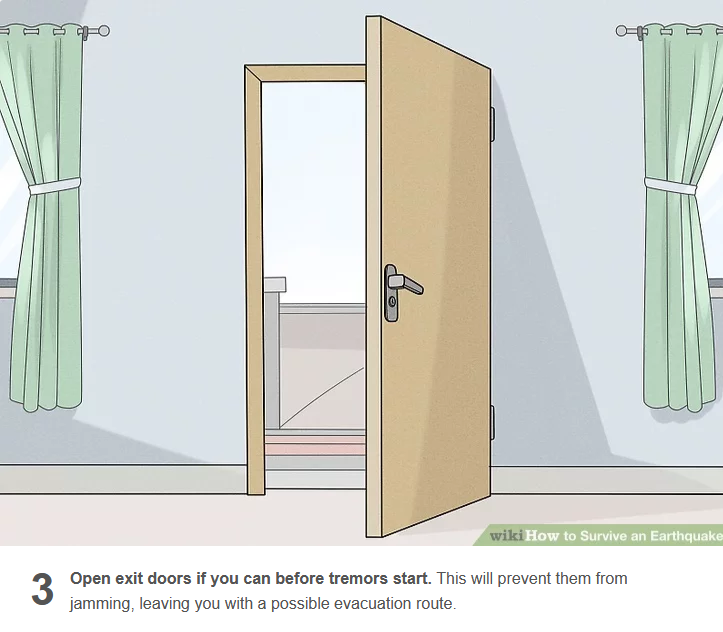 wikiHow to Survive an Earthquake
3
Open exit doors if you can before tremors start. This will prevent them from
jamming, leaving you with a possible evacuation route.